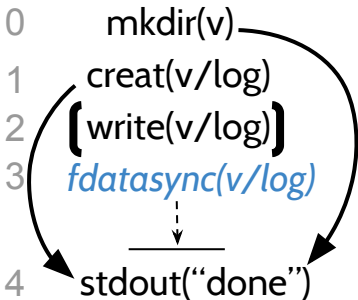 0 mkdir(v)
1 creat(v/log)
2 [write(v/log)]
3 fdatasync(v/log)
4 stdout(“done”)